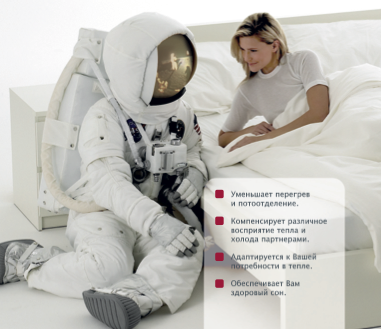 Уменьшает перегрев
и потоотделение.
Компенсирует различное
восприятие тепла и
холода партнерами.
Адаптируется к Вашей
потребности в тепле.
Обеспечивает Вам
здоровый сон.